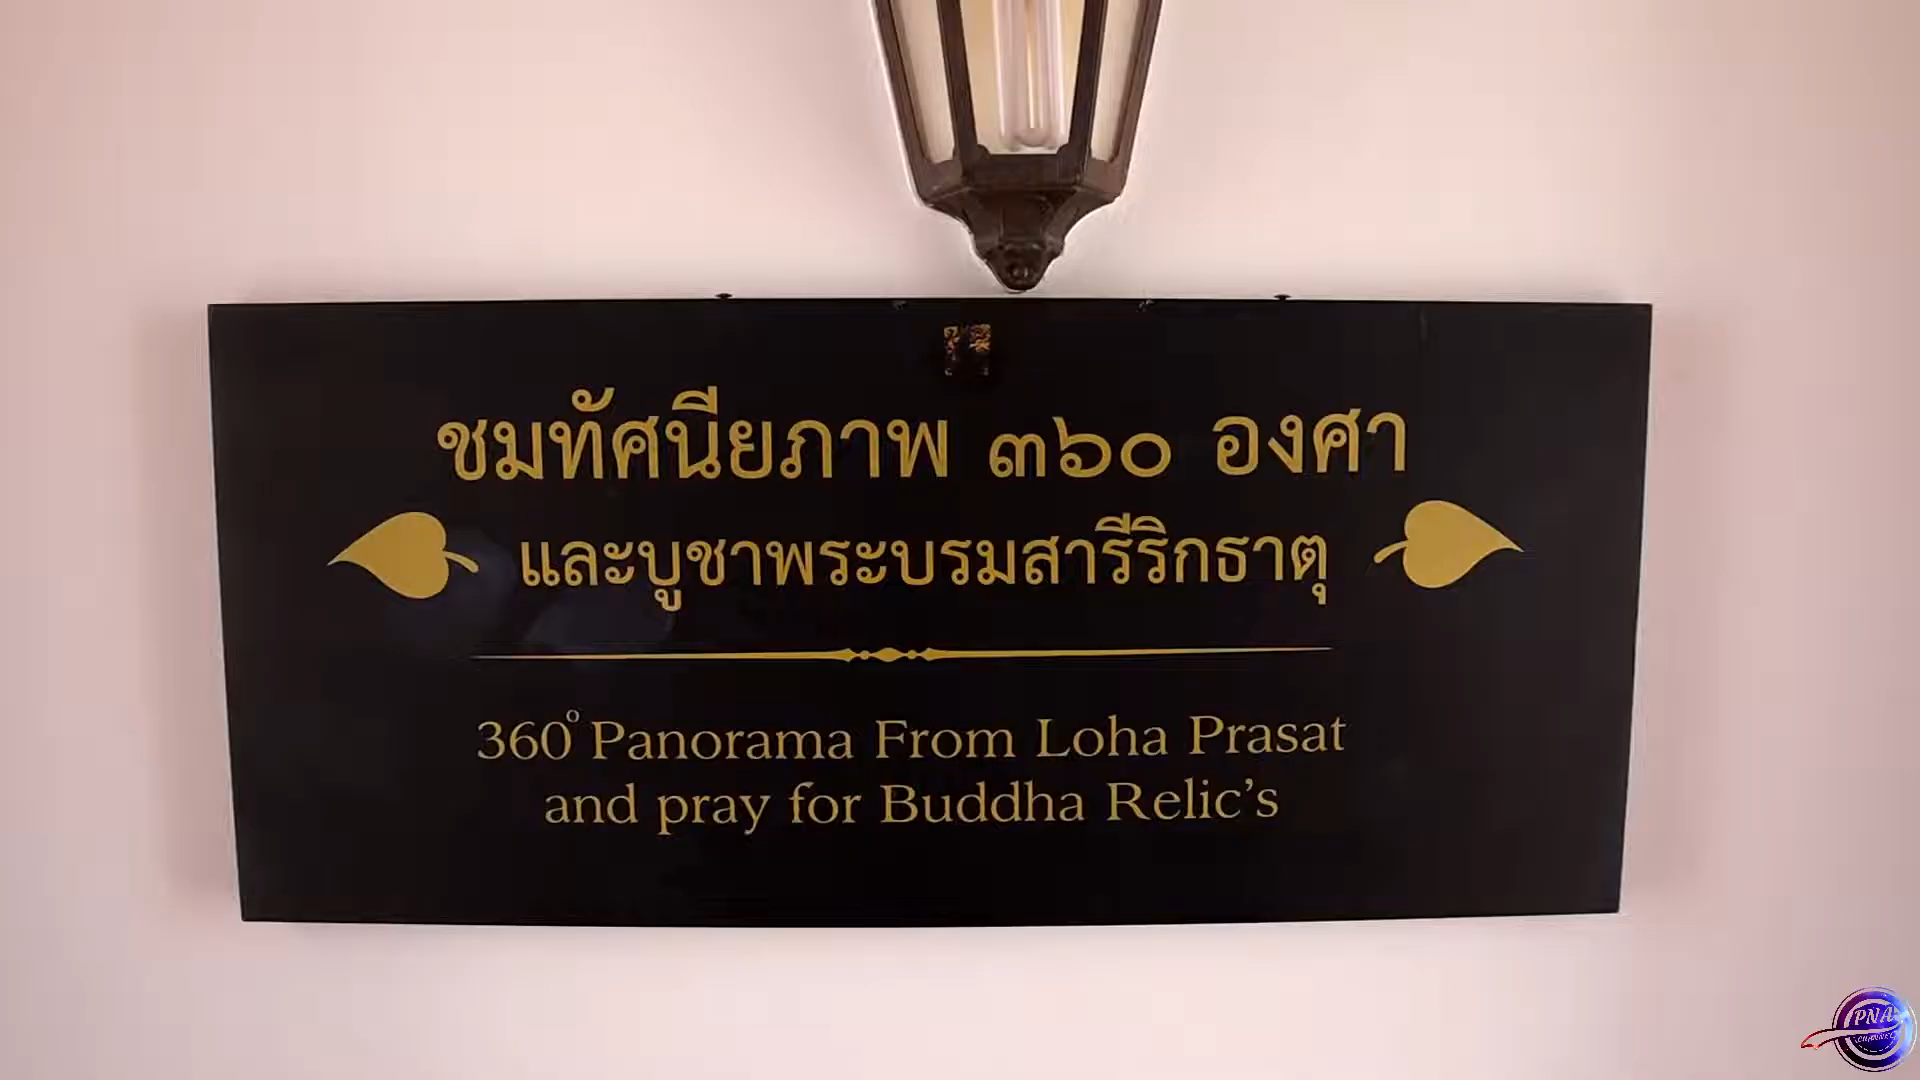 ชมทัศนียภาพ ๓๖๐ องศา
และบูชาพระบรมสารีริกธาตุ
360° Panorama From Loha Prasat
and pray for Buddha Relic's
PNA
CHANNEL